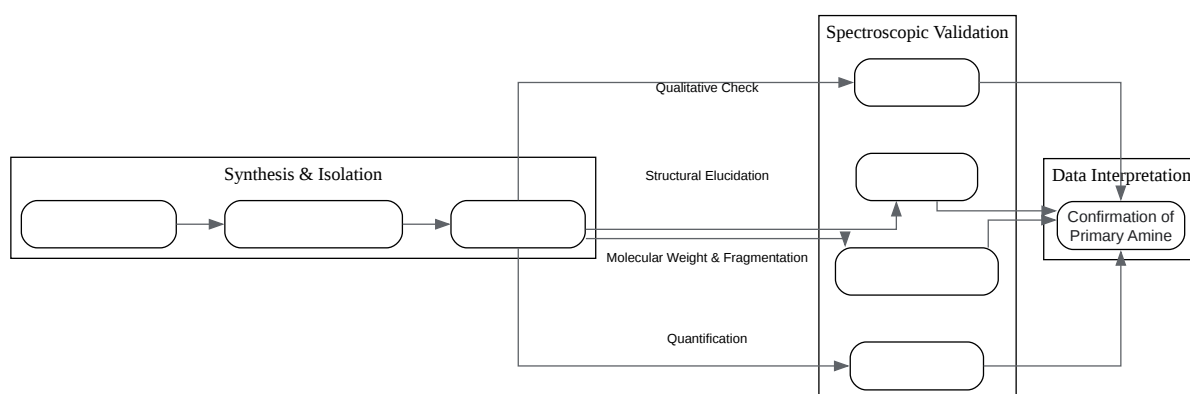 Spectroscopic Validation
Qualitative Check
Synthesis & Isolation
Structural Elucidation
Data Interpretation
Confirmation of
Primary Amine
Molecular Weight & Fragmentation
Quantification